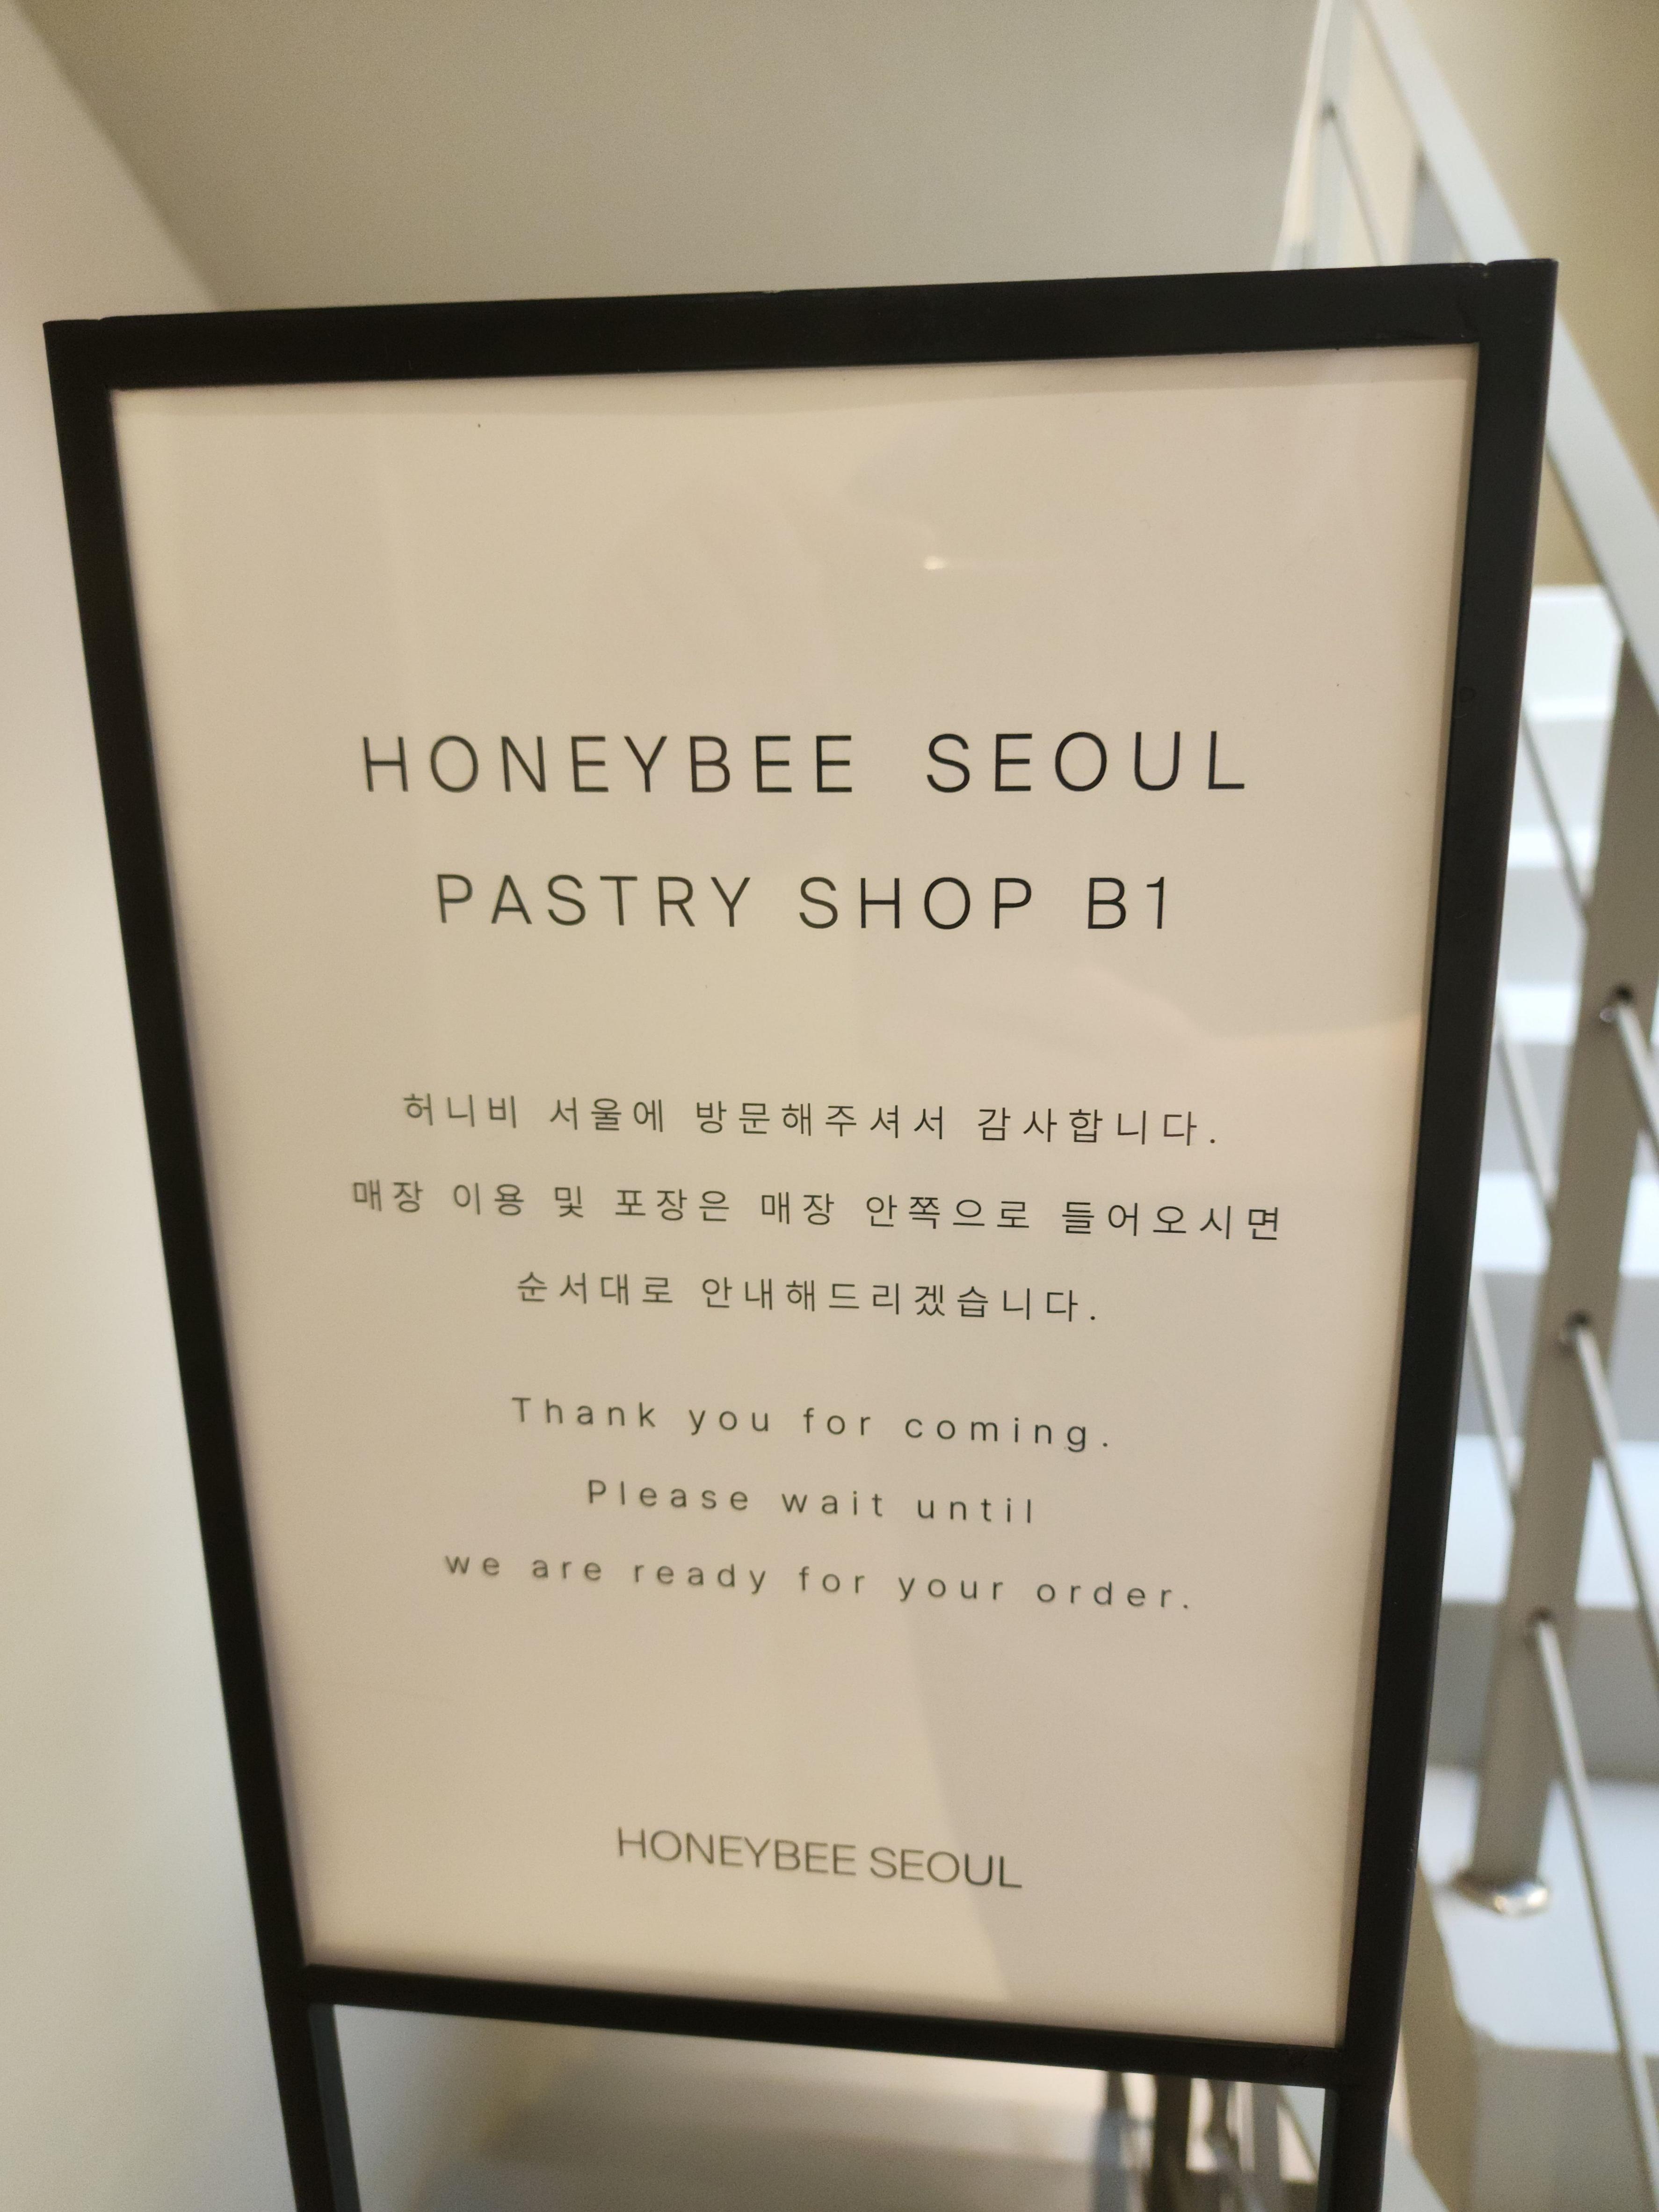 HONEYBEE SEOUL
PASTRY SHOP B1
허니비 서울에 방문해주셔서 감사합니다.
매장 이용 및 포장은 매장 안쪽으로 들어오시면
순서대로 안내해드리겠습니다.
Thank you for coming.
Please wait until
we are ready for your order.
HONEYBEE SEOUL